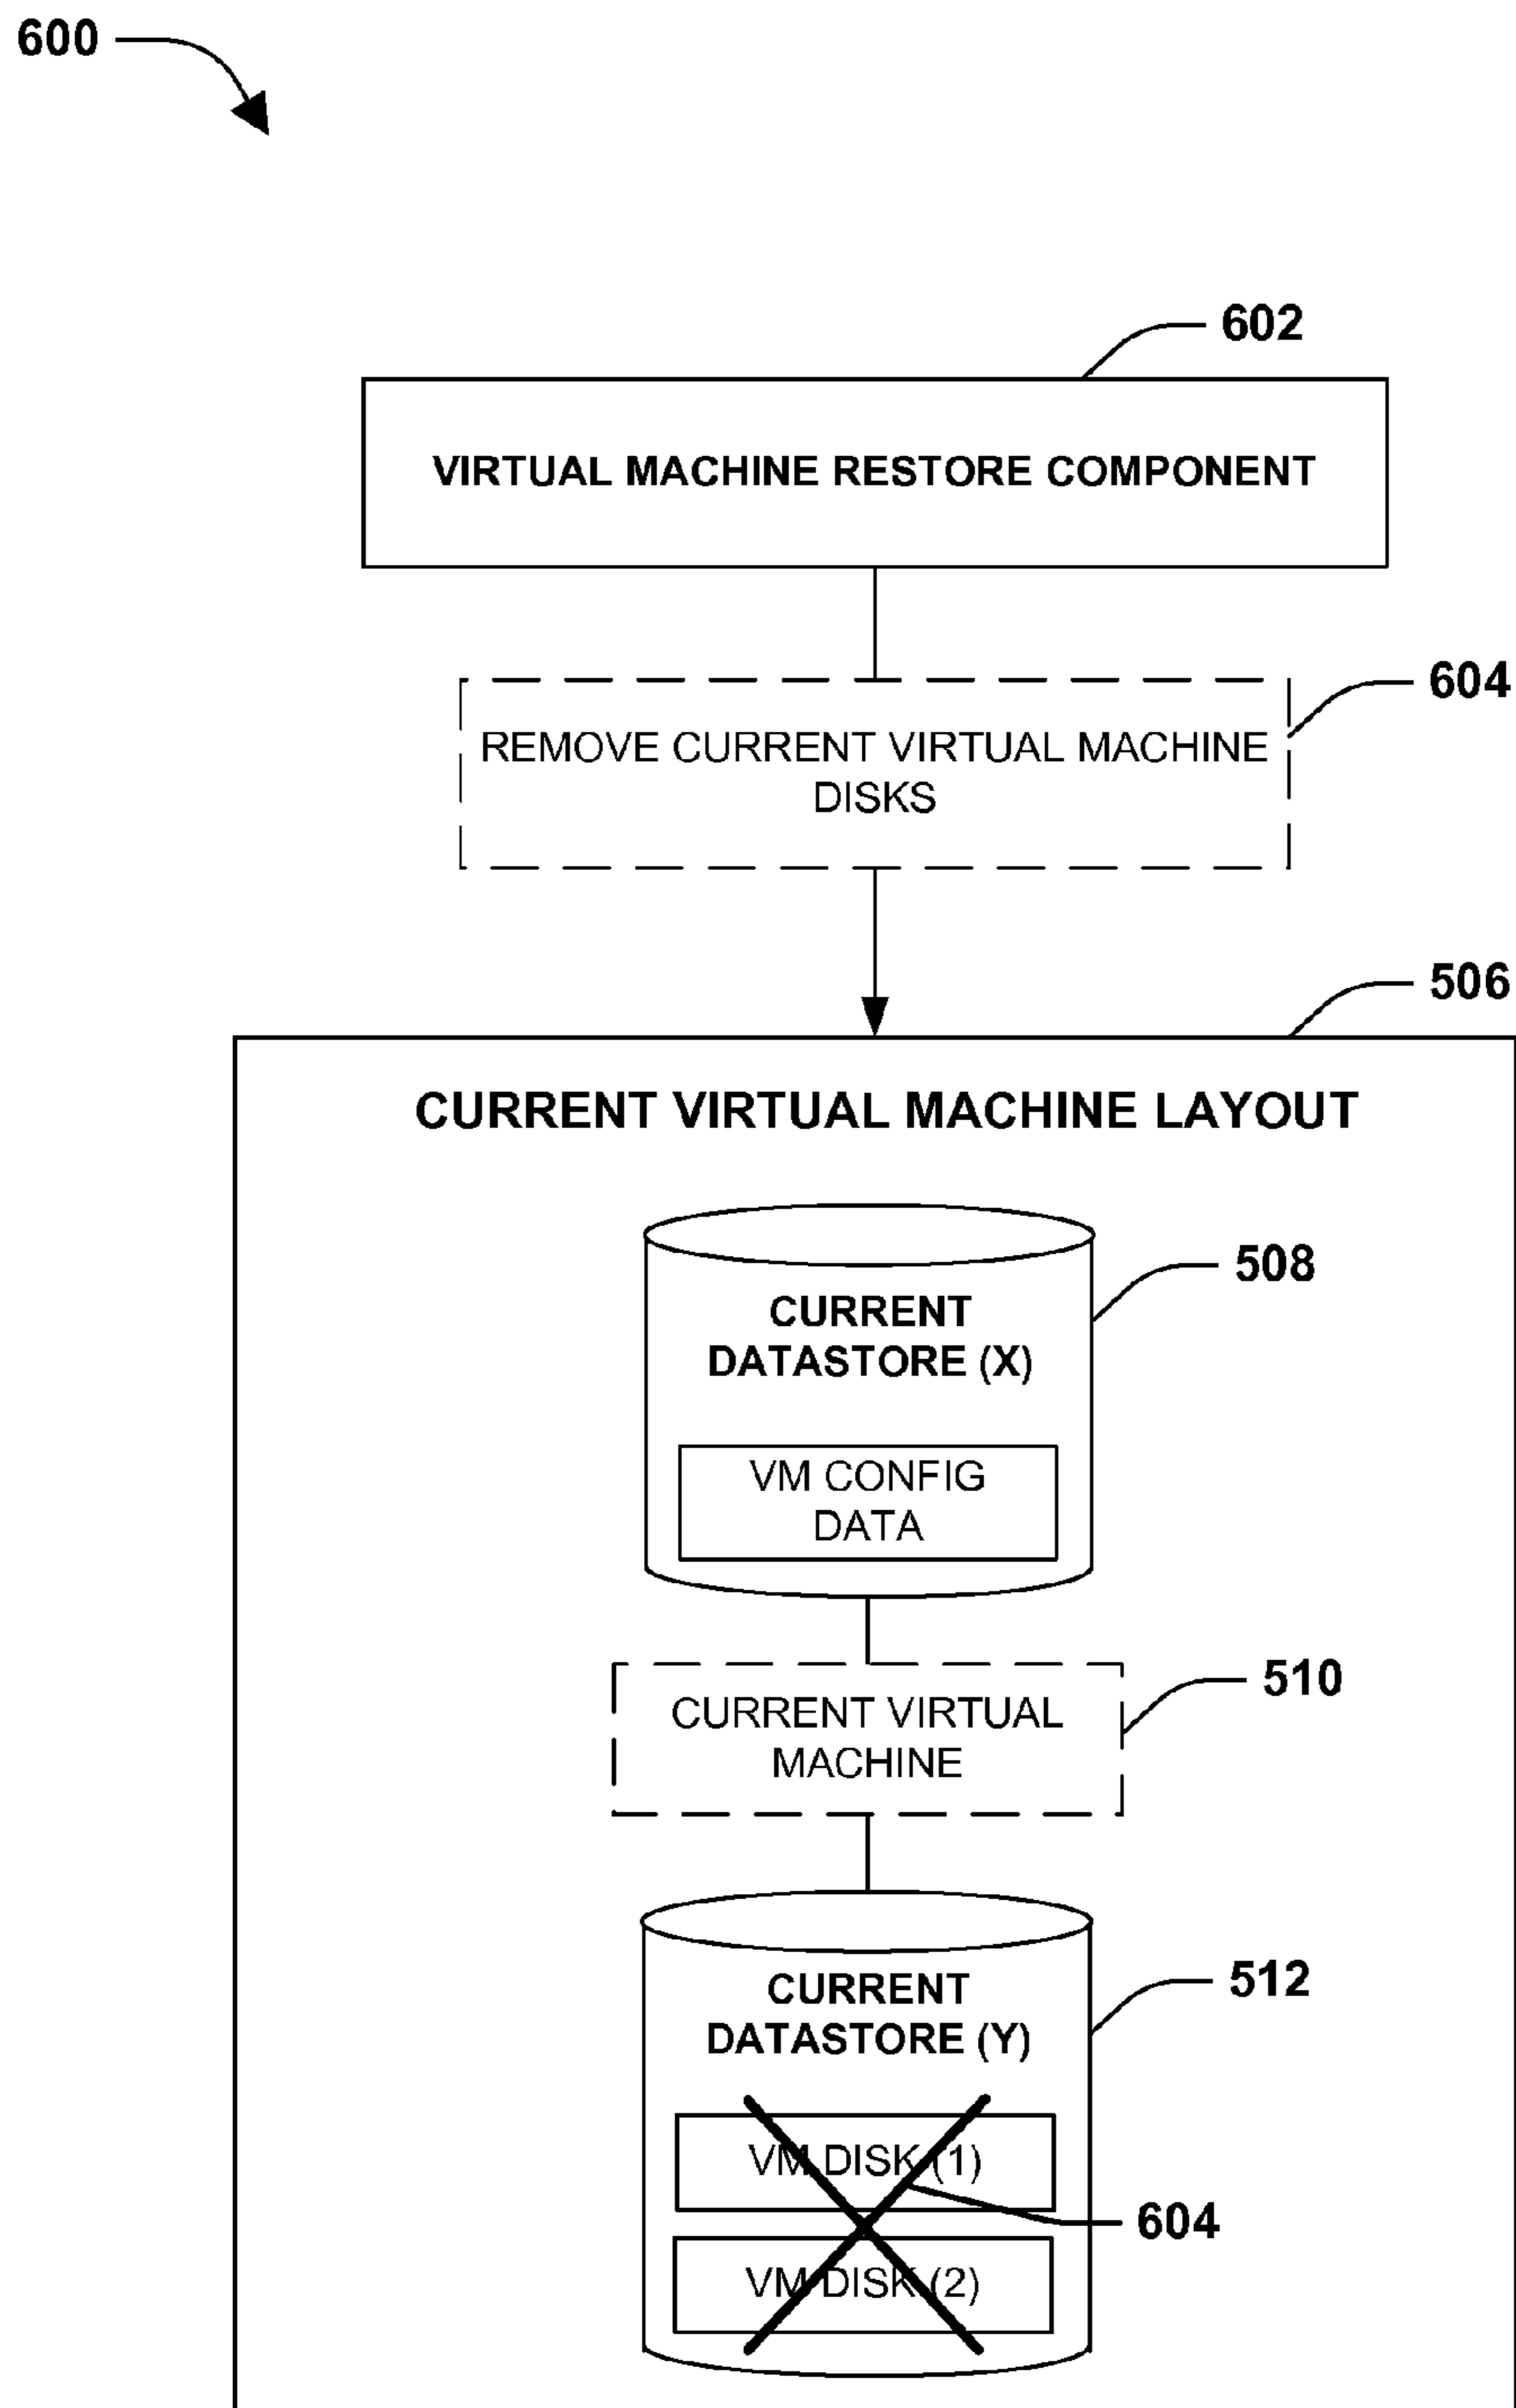 600
602
VIRTUAL MACHINE RESTORE COMPONENT
604
REMOVE CURRENT VIRTUAL MACHINE
DISKS
506
CURRENT VIRTUAL MACHINE LAYOUT
508
CURRENT
DATASTORE (X)
VM CONFIG
DATA
510
CURRENT VIRTUAL
MACHINE
512
CURRENT
DATASTORE (Y)
VM DISK (1)
604
VM DISK (2)